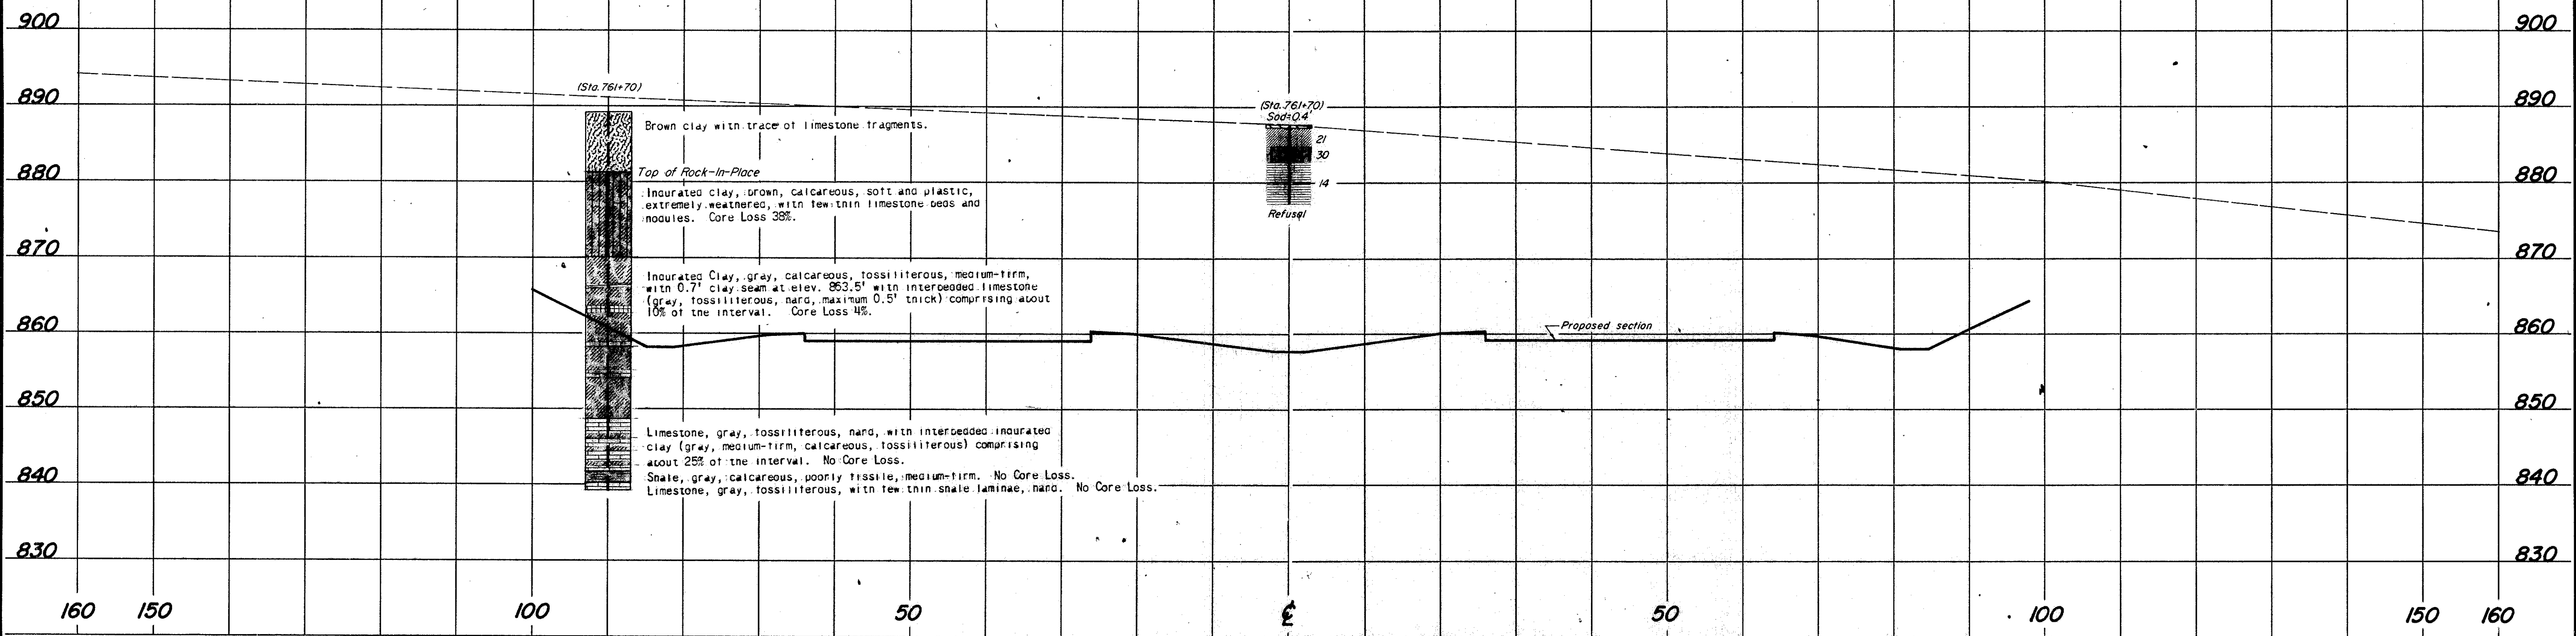 900 900
(Sta. 761+70)
890 (Sta. 761+70) 890
Sod=0.4'
Brown clay with trace of limestone fragments.
21
30
Top of Rock-In-Place
880 14 880
Indurated clay, brown, calcareous, soft and plastic,
extremely weathered, with few thin limestone beds and
nodules. Core Loss 38%.
Refusal
870 870
Indurated Clay, gray, calcareous, fossiliferous, medium-firm,
with 0.7' clay seam at elev. 863.5' with interbedded limestone
(gray, fossiliferous, hard, maximum 0.5' thick) comprising about
10% of the interval. Core Loss 4%.
860 Proposed section 860
850 850
Limestone, gray, fossiliferous, hard, with interbedded indurated
clay (gray, medium-firm, calcareous, fossiliferous) comprising
about 25% of the interval. No Core Loss.
840 Shale, gray, calcareous, poorly fissile, medium-firm. No Core Loss. 840
Limestone, gray, fossiliferous, with few thin shale laminae, hard. No Core Loss.
830 830
160 150 100 50 ℄ 50 100 150 160